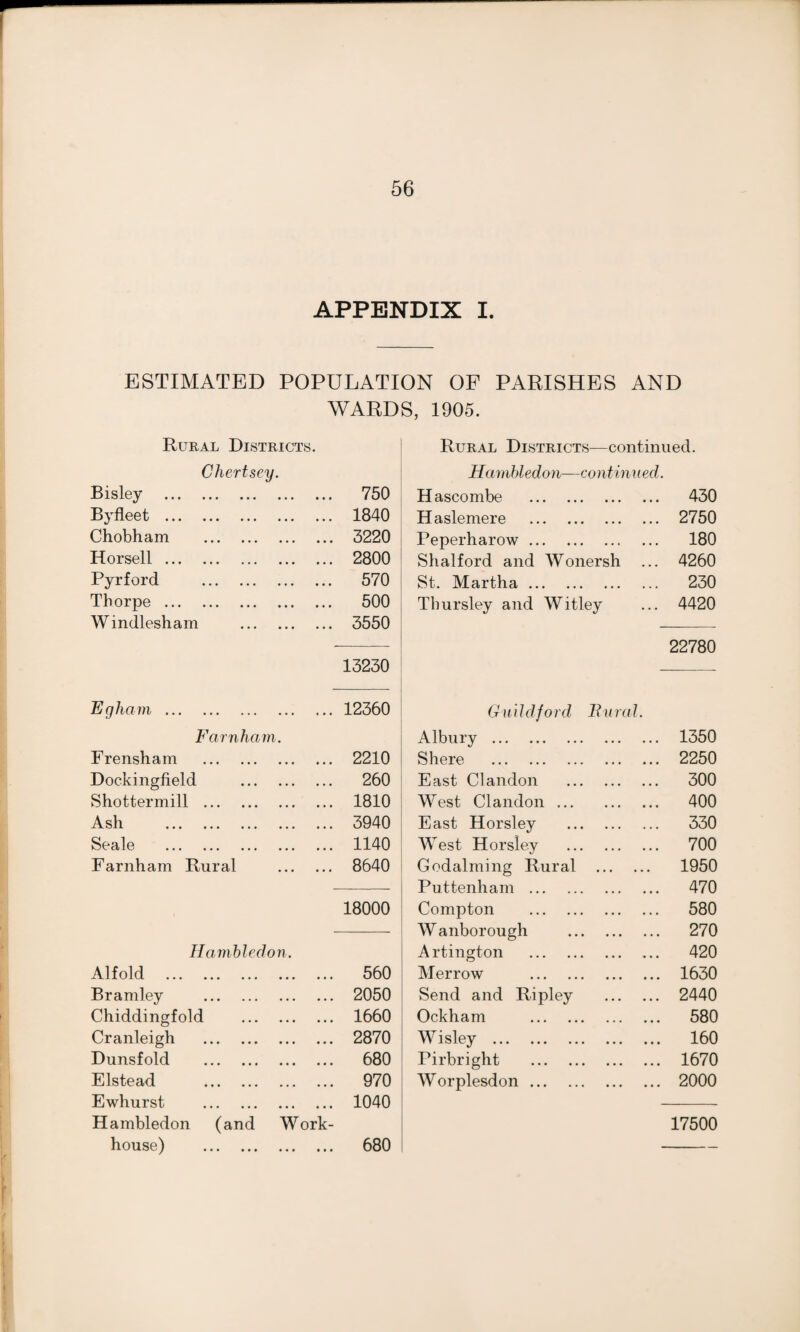 56
APPENDIX I.
ESTIMATED POPULATION OF PARISHES AND
WARDS, 1905.
Rural Districts.
Chertsey.
Bisley ... ... ... ... ... 750
Byfleet ... ... ... ... ... 1840
Chobham ... ... ... ... 3220
Horsell ... ... ... ... ... 2800
Pyrford ... ... ... ... 570
Thorpe ... ... ... ... ... 500
Windlesham ... ... ... 3550
13230
Egham ... ... ... ... ... 12360
Farnham.
Frensham ... ... ... ... 2210
Dockingfield ... ... ... 260
Shottermill ... ... ... ... 1810
Ash ... ... ... ... ... 3940
Seale ... ... ... ... ... 1140
Farnham Rural ... ... 8640
18000
Hambledon.
Alfold ... ... ... ... ... 560
Bramley ... ... ... ... 2050
Chiddingfold ... ... ... 1660
Cranleigh ... ... ... ... 2870
Dunsfold ... ... ... ... 680
Elstead ... ... ... ... 970
Ewhurst ... ... ... ... 1040
Hambledon (and Work-
house) ... ... ... ... 680
Rural Districts—continued.
Hambledon—continued.
Hascombe ... ... ... ... 430
Haslemere ... ... ... ... 2750
Peperharow ... ... ... ... 180
Shalford and Wonersh ... 4260
St. Martha ... ... ... ... 230
Thursley and Witley ... 4420
22780
Guildford Rural.
Albury ... ... ... ... ... 1350
Shere ... ... ... ... ... 2250
East Clandon ... ... ... 300
West Clandon ... ... ... 400
East Horsley ... ... ... 330
West Horsley ... ... ... 700
Godalming Rural ... ... 1950
Puttenham ... ... ... ... 470
Compton ... ... ... ... 580
Wanborough ... ... ... 270
Artington ... ... ... ... 420
Merrow ... ... ... ... 1630
Send and Ripley ... ... 2440
Ockham ... ... ... ... 580
Wisley ... ... ... ... ... 160
Pirbright ... ... ... ... 1670
Worplesdon ... ... ... ... 2000
17500